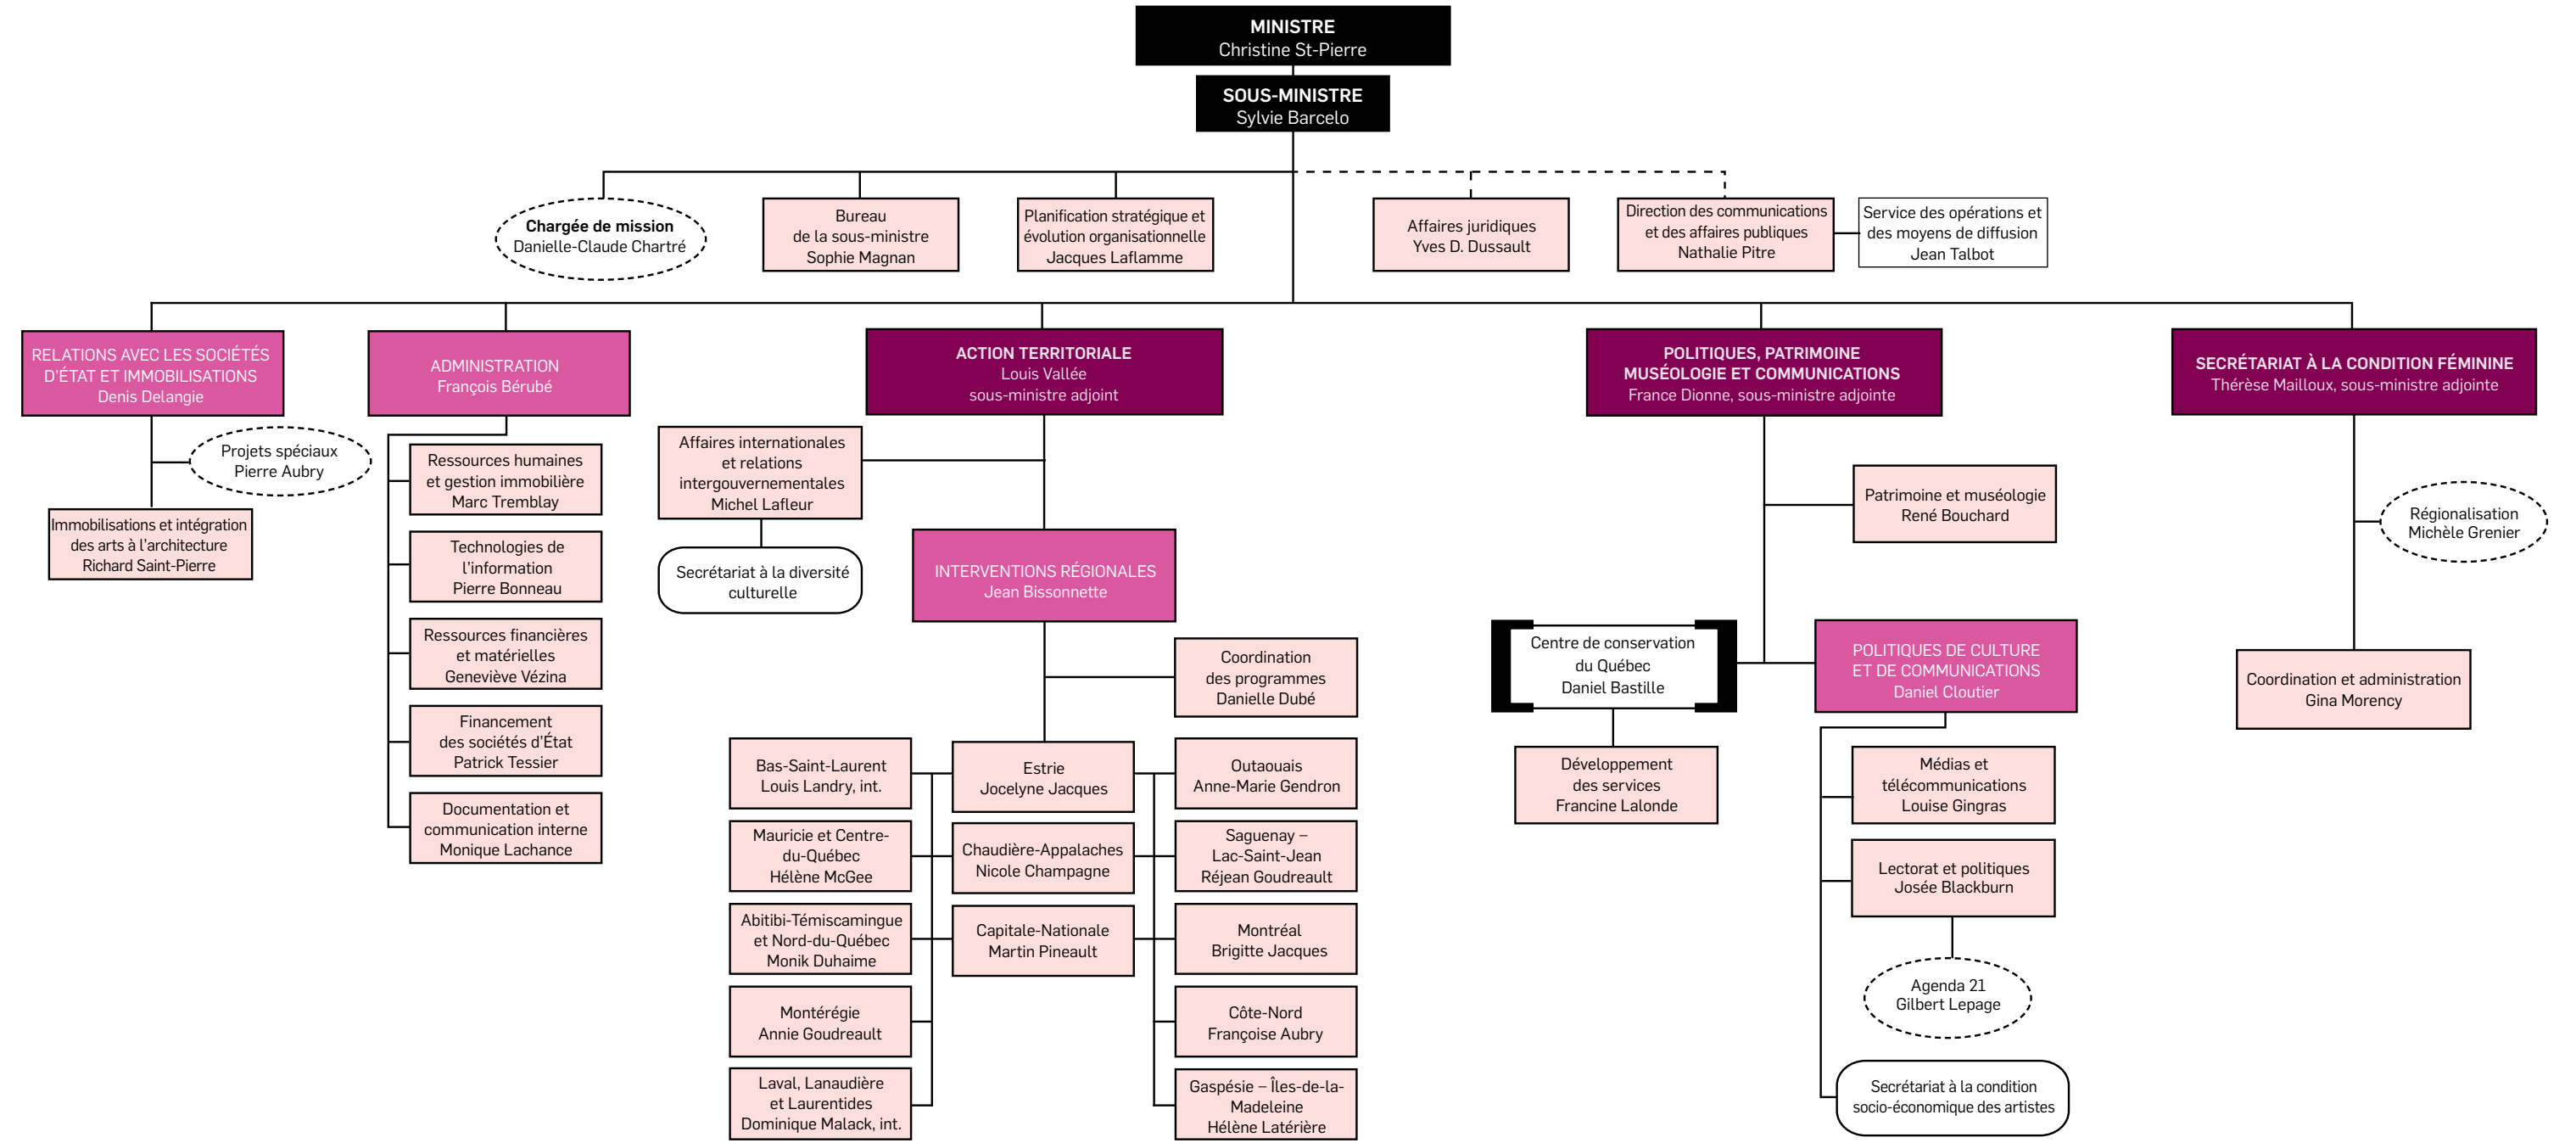 MINISTRE
Christine St-Pierre
SOUS-MINISTRE
Sylvie Barcelo
Chargée de mission
Danielle-Claude Chartré
Bureau
de la sous-ministre
Sophie Magnan
Planification stratégique et
évolution organisationnelle
Jacques Laflamme
Affaires juridiques
Yves D. Dussault
Direction des communications
et des affaires publiques
Nathalie Pitre
Service des opérations et
des moyens de diffusion
Jean Talbot
RELATIONS AVEC LES SOCIÉTÉS
D'ÉTAT ET IMMOBILISATIONS
Denis Delangie
Projets spéciaux
Pierre Aubry
Immobilisations et intégration
des arts à l'architecture
Richard Saint-Pierre
ADMINISTRATION
François Bérubé
Ressources humaines
et gestion immobilière
Marc Tremblay
Technologies de
l'information
Pierre Bonneau
Ressources financières
et matérielles
Geneviève Vézina
Financement
des sociétés d'État
Patrick Tessier
Documentation et
communication interne
Monique Lachance
ACTION TERRITORIALE
Louis Vallée
sous-ministre adjoint
Affaires internationales
et relations
intergouvernementales
Michel Lafleur
Secrétariat à la diversité
culturelle
INTERVENTIONS RÉGIONALES
Jean Bissonnette
Coordination
des programmes
Danielle Dubé
Bas-Saint-Laurent
Louis Landry, int.
Mauricie et Centre-
du-Québec
Hélène McGee
Abitibi-Témiscamingue
et Nord-du-Québec
Monik Duhaime
Montérégie
Annie Goudreault
Laval, Lanaudière
et Laurentides
Dominique Malack, int.
Estrie
Jocelyne Jacques
Chaudière-Appalaches
Nicole Champagne
Capitale-Nationale
Martin Pineault
Outaouais
Anne-Marie Gendron
Saguenay –
Lac-Saint-Jean
Réjean Goudreault
Montréal
Brigitte Jacques
Côte-Nord
Françoise Aubry
Gaspésie – Îles-de-la-
Madeleine
Hélène Latérière
POLITIQUES, PATRIMOINE
MUSÉOLOGIE ET COMMUNICATIONS
France Dionne, sous-ministre adjointe
Patrimoine et muséologie
René Bouchard
Centre de conservation
du Québec
Daniel Bastille
Développement
des services
Francine Lalonde
POLITIQUES DE CULTURE
ET DE COMMUNICATIONS
Daniel Cloutier
Médias et
télécommunications
Louise Gingras
Lectorat et politiques
Josée Blackburn
Agenda 21
Gilbert Lepage
Secrétariat à la condition
socio-économique des artistes
SECRÉTARIAT À LA CONDITION FÉMININE
Thérèse Mailloux, sous-ministre adjointe
Régionalisation
Michèle Grenier
Coordination et administration
Gina Morency